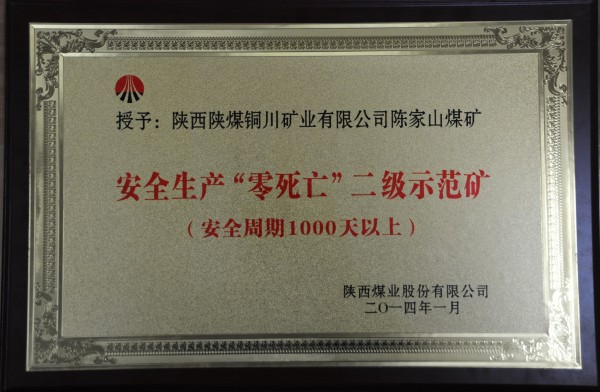 授予：陕西陕煤铜川矿业有限公司陈家山煤矿
安全生产“零死亡”二级示范矿
（安全周期1000天以上）
陕西煤业股份有限公司
二〇一四年一月